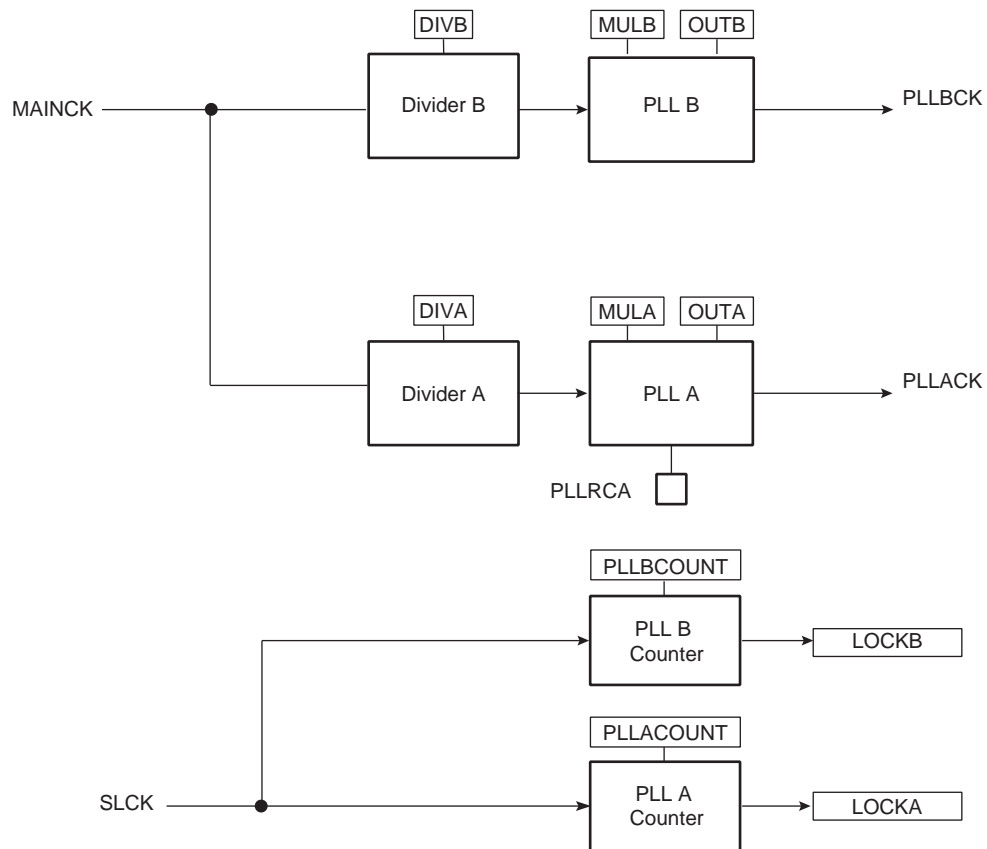 DIVB
MULB
OUTB
MAINCK
Divider B
PLL B
PLLBCK
DIVA
MULA
OUTA
Divider A
PLL A
PLLACK
PLLRCA
PLLBCOUNT
PLL B
Counter
LOCKB
PLLACOUNT
SLCK
PLL A
Counter
LOCKA